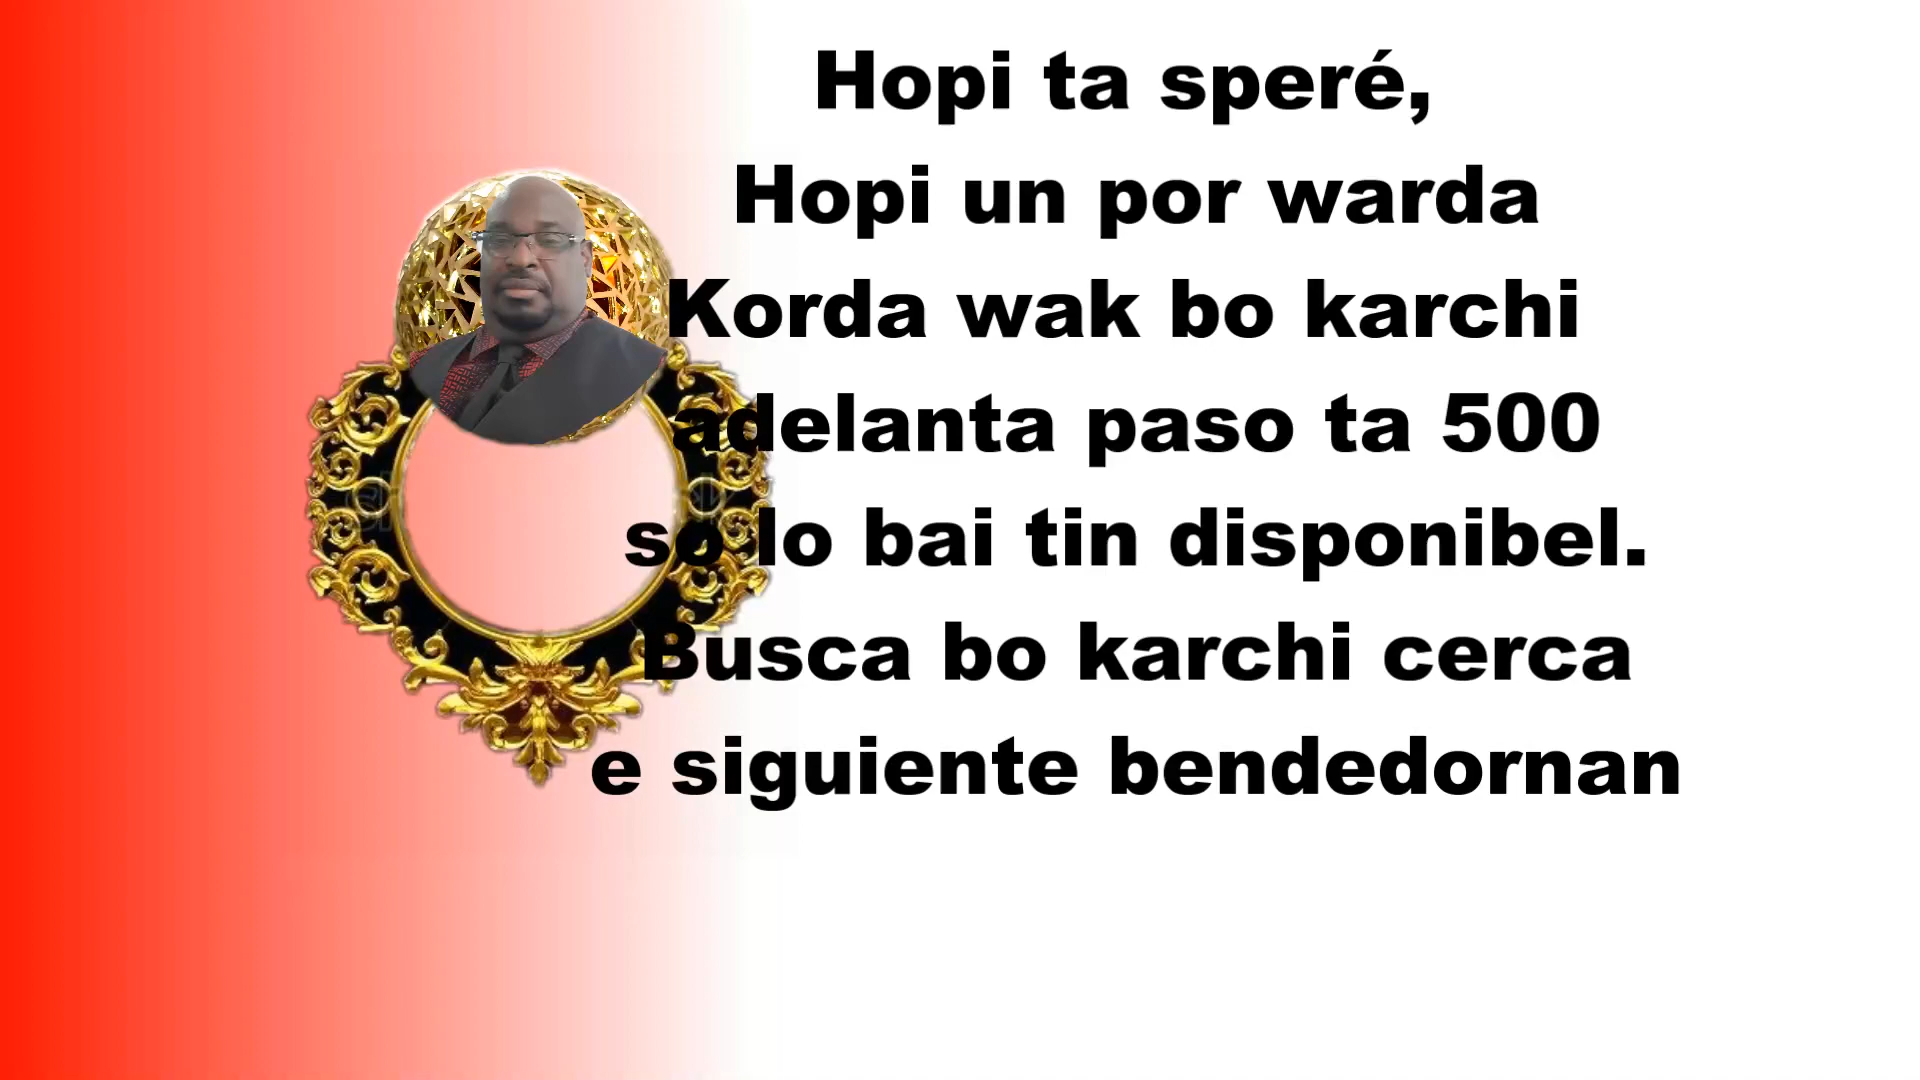 Hopi ta speré,
Hopi un por warda
Korda wak bo karchi
adelanta paso ta 500
so lo bai tin disponibel.
Busca bo karchi cerca
e siguiente bendedornan